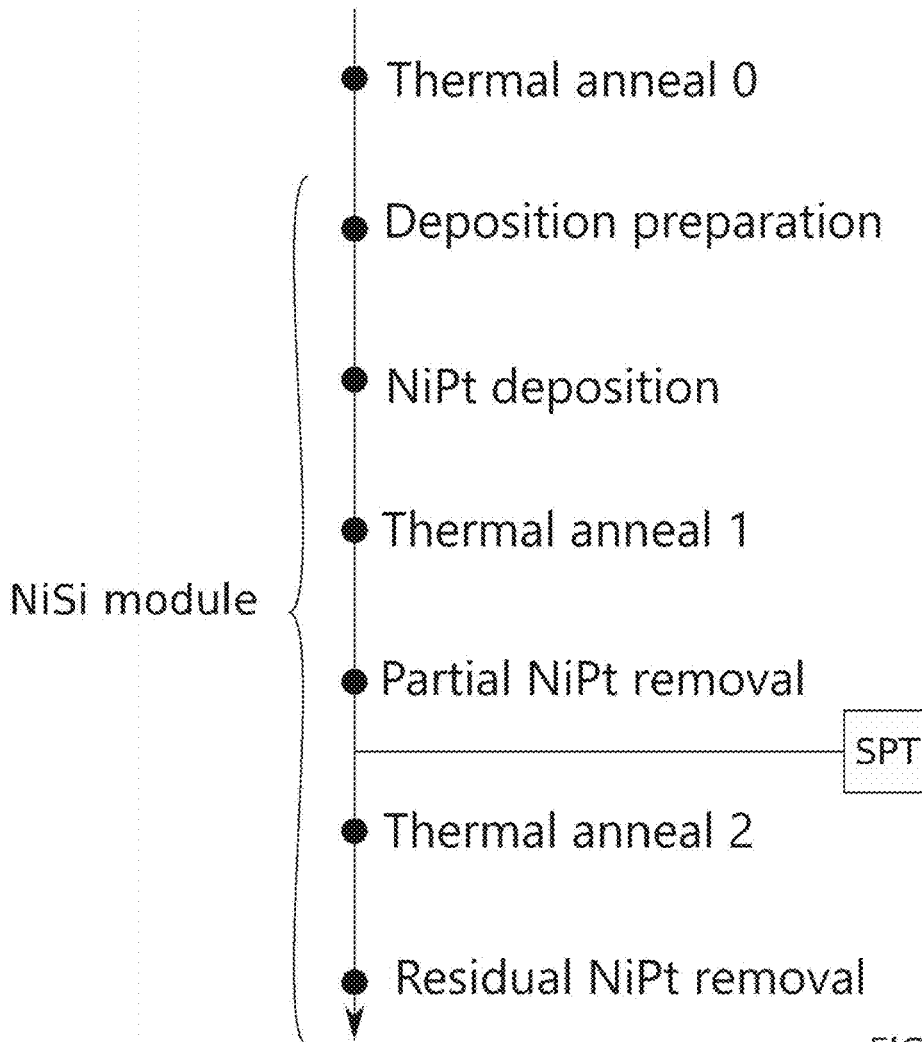 Thermal anneal 0
Deposition preparation
NiPt deposition
Thermal anneal 1
NiSi module
Partial NiPt removal
SPT
Thermal anneal 2
Residual NiPt removal